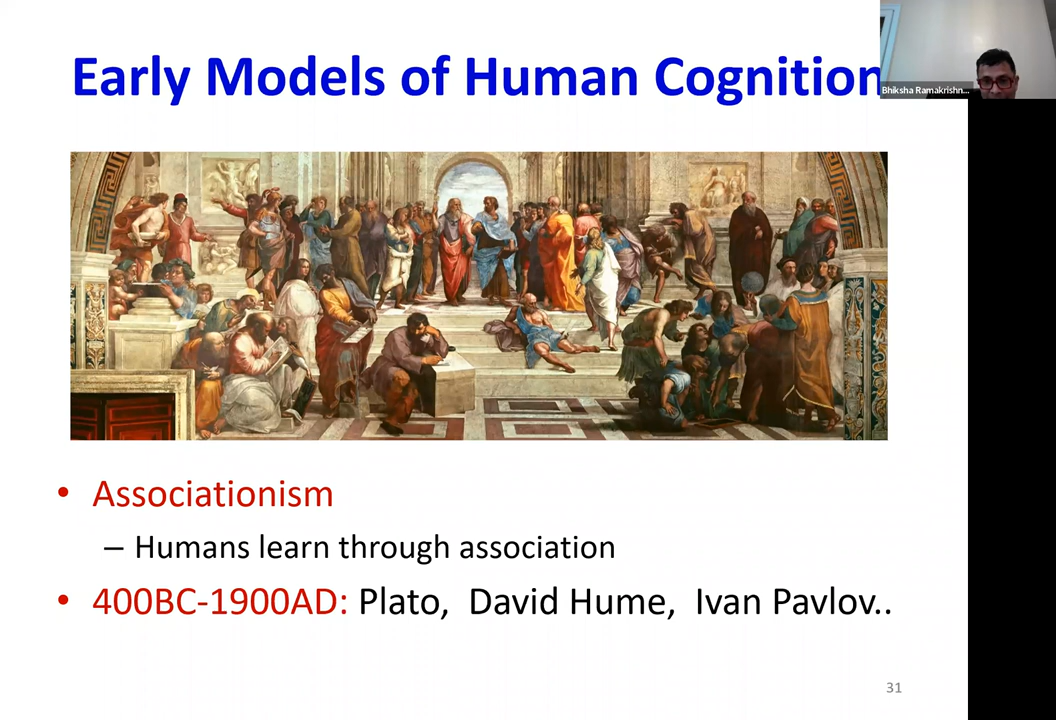 Early Models of Human Cognition
Bhiksha Ramakrishn...
• Associationism
– Humans learn through association
• 400BC-1900AD: Plato, David Hume, Ivan Pavlov..
31